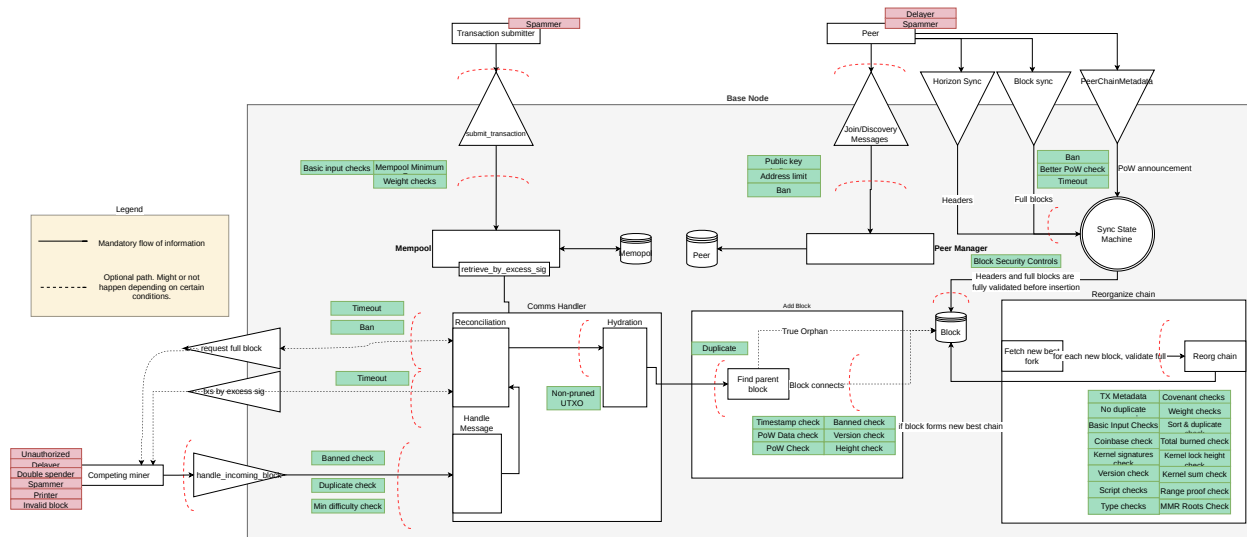 Spammer
Transaction submitter
Delayer
Spammer
Peer
Horizon Sync
Block sync
PeerChainMetadata
Base Node
submit_transaction
Join/Discovery
Messages
Basic input checks
Mempool Minimum
Weight checks
Public key
Address limit
Ban
Ban
Better PoW check
Timeout
PoW announcement
Headers
Full blocks
Legend
Mandatory flow of information
Optional path. Might or not
happen depending on certain
conditions.
Mempool
retrieve_by_excess_sig
Mempool
Peer
Peer Manager
Sync State
Machine
Block Security Controls
Headers and full blocks are
fully validated before insertion
Timeout
Ban
Comms Handler
Reconciliation
Hydration
Add Block
Reorganize chain
request full block
Timeout
txs by excess sig
Non-pruned
UTXO
Duplicate
True Orphan
Find parent
block
Block connects
Block
Fetch new best
fork
for each new block, validate full
Reorg chain
Handle
Message
Timestamp check
Banned check
PoW Data check
Version check
PoW Check
Height check
if block forms new best chain
TX Metadata
Covenant checks
No duplicate
Weight checks
Basic Input Checks
Sort & duplicate
check
Coinbase check
Total burned check
Kernel signatures
check
Kernel lock height
check
Version check
Kernel sum check
Script checks
Range proof check
Type checks
MMR Roots Check
Unauthorized
Delayer
Double spender
Spammer
Printer
Invalid block
Competing miner
handle_incoming_block
Banned check
Duplicate check
Min difficulty check